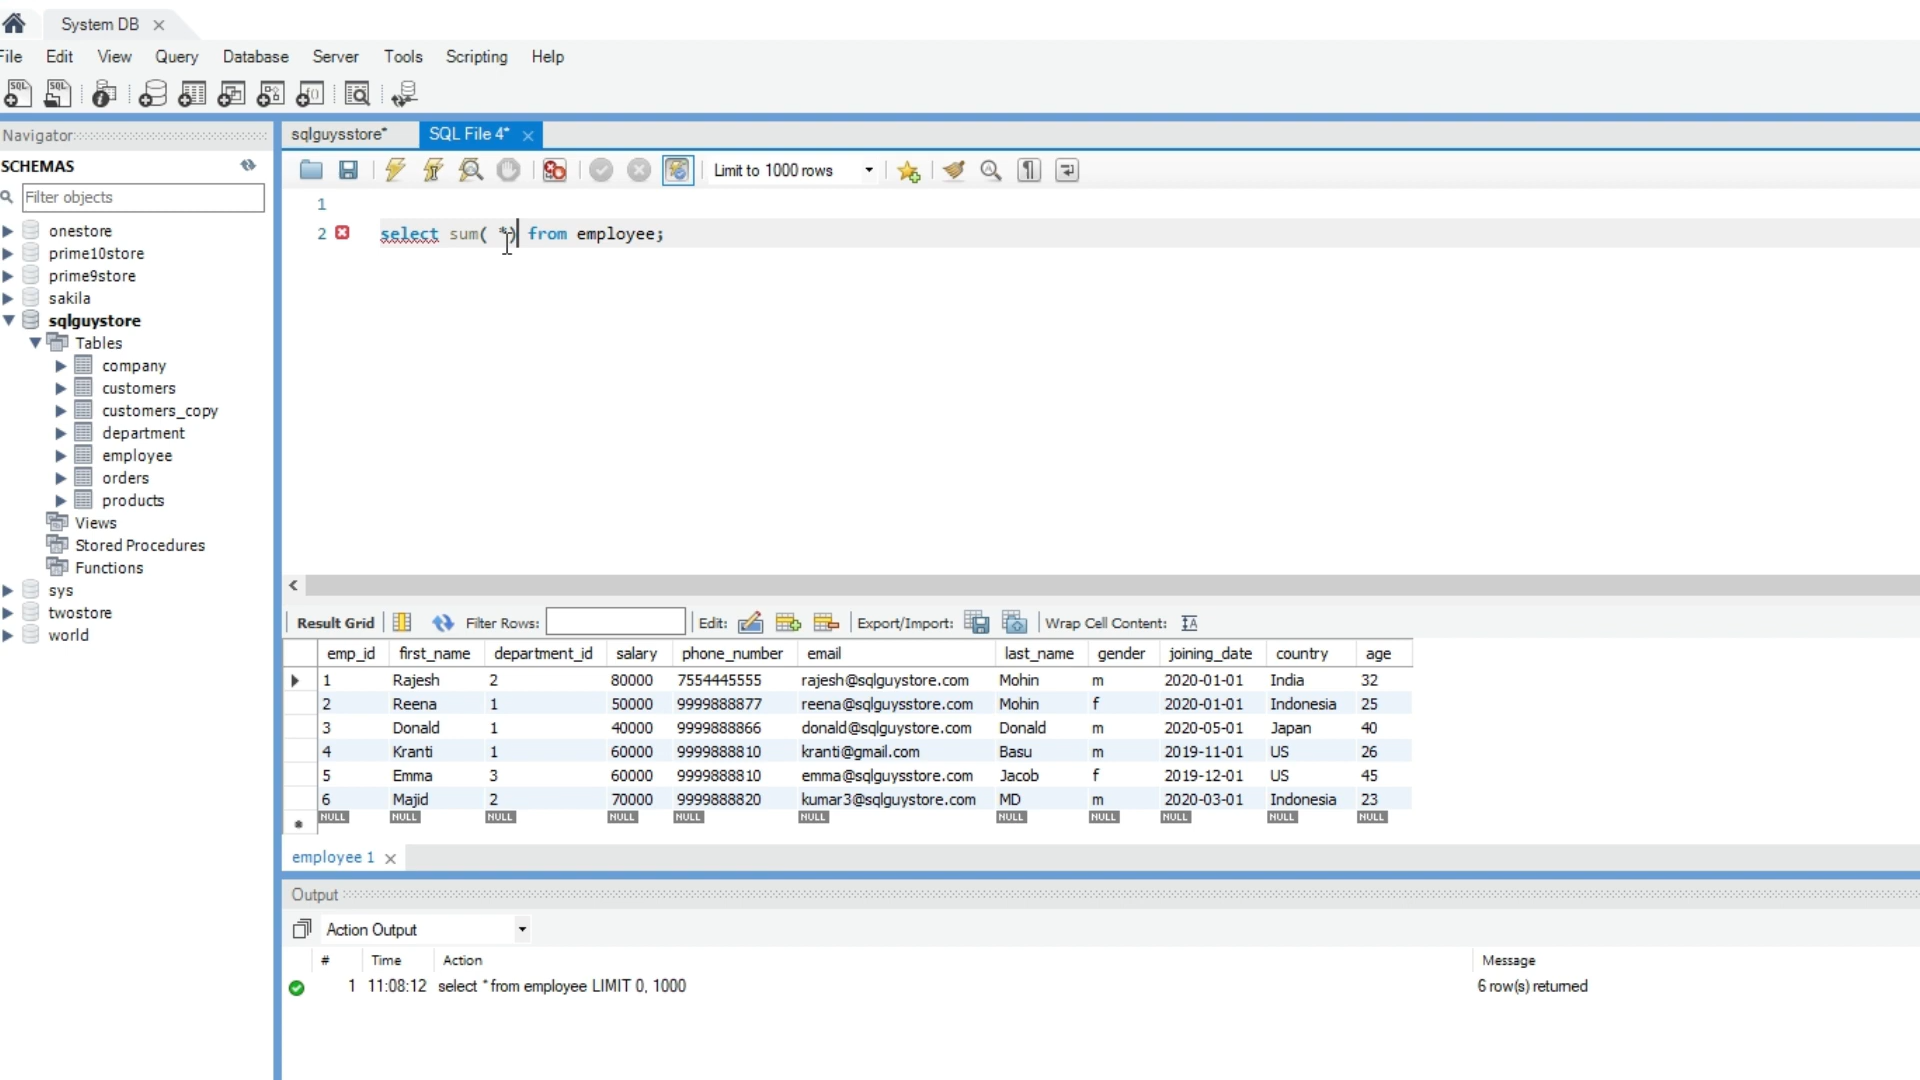 System DB
File Edit View Query Database Server Tools Scripting Help
Navigator
SCHEMAS
Filter objects
onestore
prime10store
prime9store
sakila
sqlguystore
Tables
company
customers
customers_copy
department
employee
orders
products
Views
Stored Procedures
Functions
sys
twostore
world
sqlguysstore* SQL File 4*
Limit to 1000 rows
1
2 select sum( *) from employee;
Result Grid Filter Rows: Edit: Export/Import: Wrap Cell Content:
emp_id first_name department_id salary phone_number email last_name gender joining_date country age
1 Rajesh 2 80000 7554445555 rajesh@sqlguystore.com Mohin m 2020-01-01 India 32
2 Reena 1 50000 9999888877 reena@sqlguysstore.com Mohin f 2020-01-01 Indonesia 25
3 Donald 1 40000 9999888866 donald@sqlguystore.com Donald m 2020-05-01 Japan 40
4 Kranti 1 60000 9999888810 kranti@gmail.com Basu m 2019-11-01 US 26
5 Emma 3 60000 9999888810 emma@sqlguysstore.com Jacob f 2019-12-01 US 45
6 Majid 2 70000 9999888820 kumar3@sqlguystore.com MD m 2020-03-01 Indonesia 23
NULL NULL NULL NULL NULL NULL NULL NULL NULL NULL NULL
employee 1
Output
Action Output
# Time Action Message
1 11:08:12 select * from employee LIMIT 0, 1000 6 row(s) returned